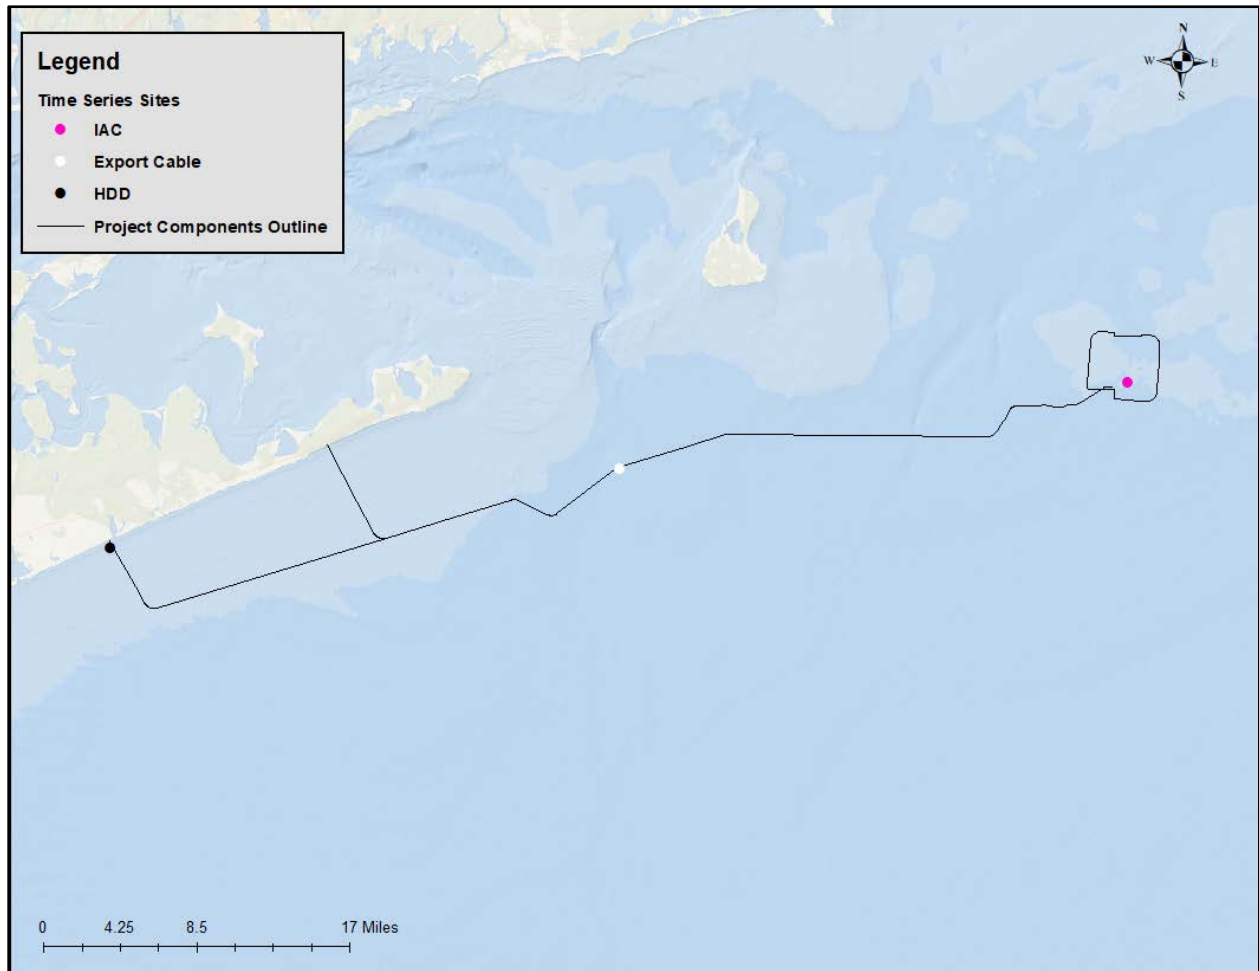 Legend
Time Series Sites
IAC
Export Cable
HDD
Project Components Outline
N
W E
S
0 4.25 8.5 17 Miles